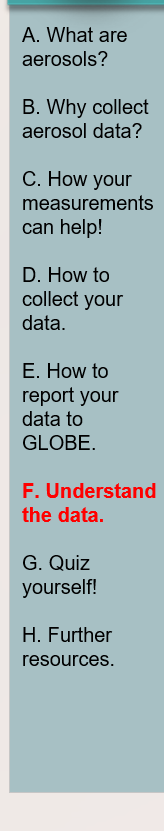 A. What are
aerosols?
B. Why collect
aerosol data?
C. How your
measurements
can help!
D. How to
collect your
data.
E. How to
report your
data to
GLOBE.
F. Understand
the data.
G. Quiz
yourself!
H. Further
resources.